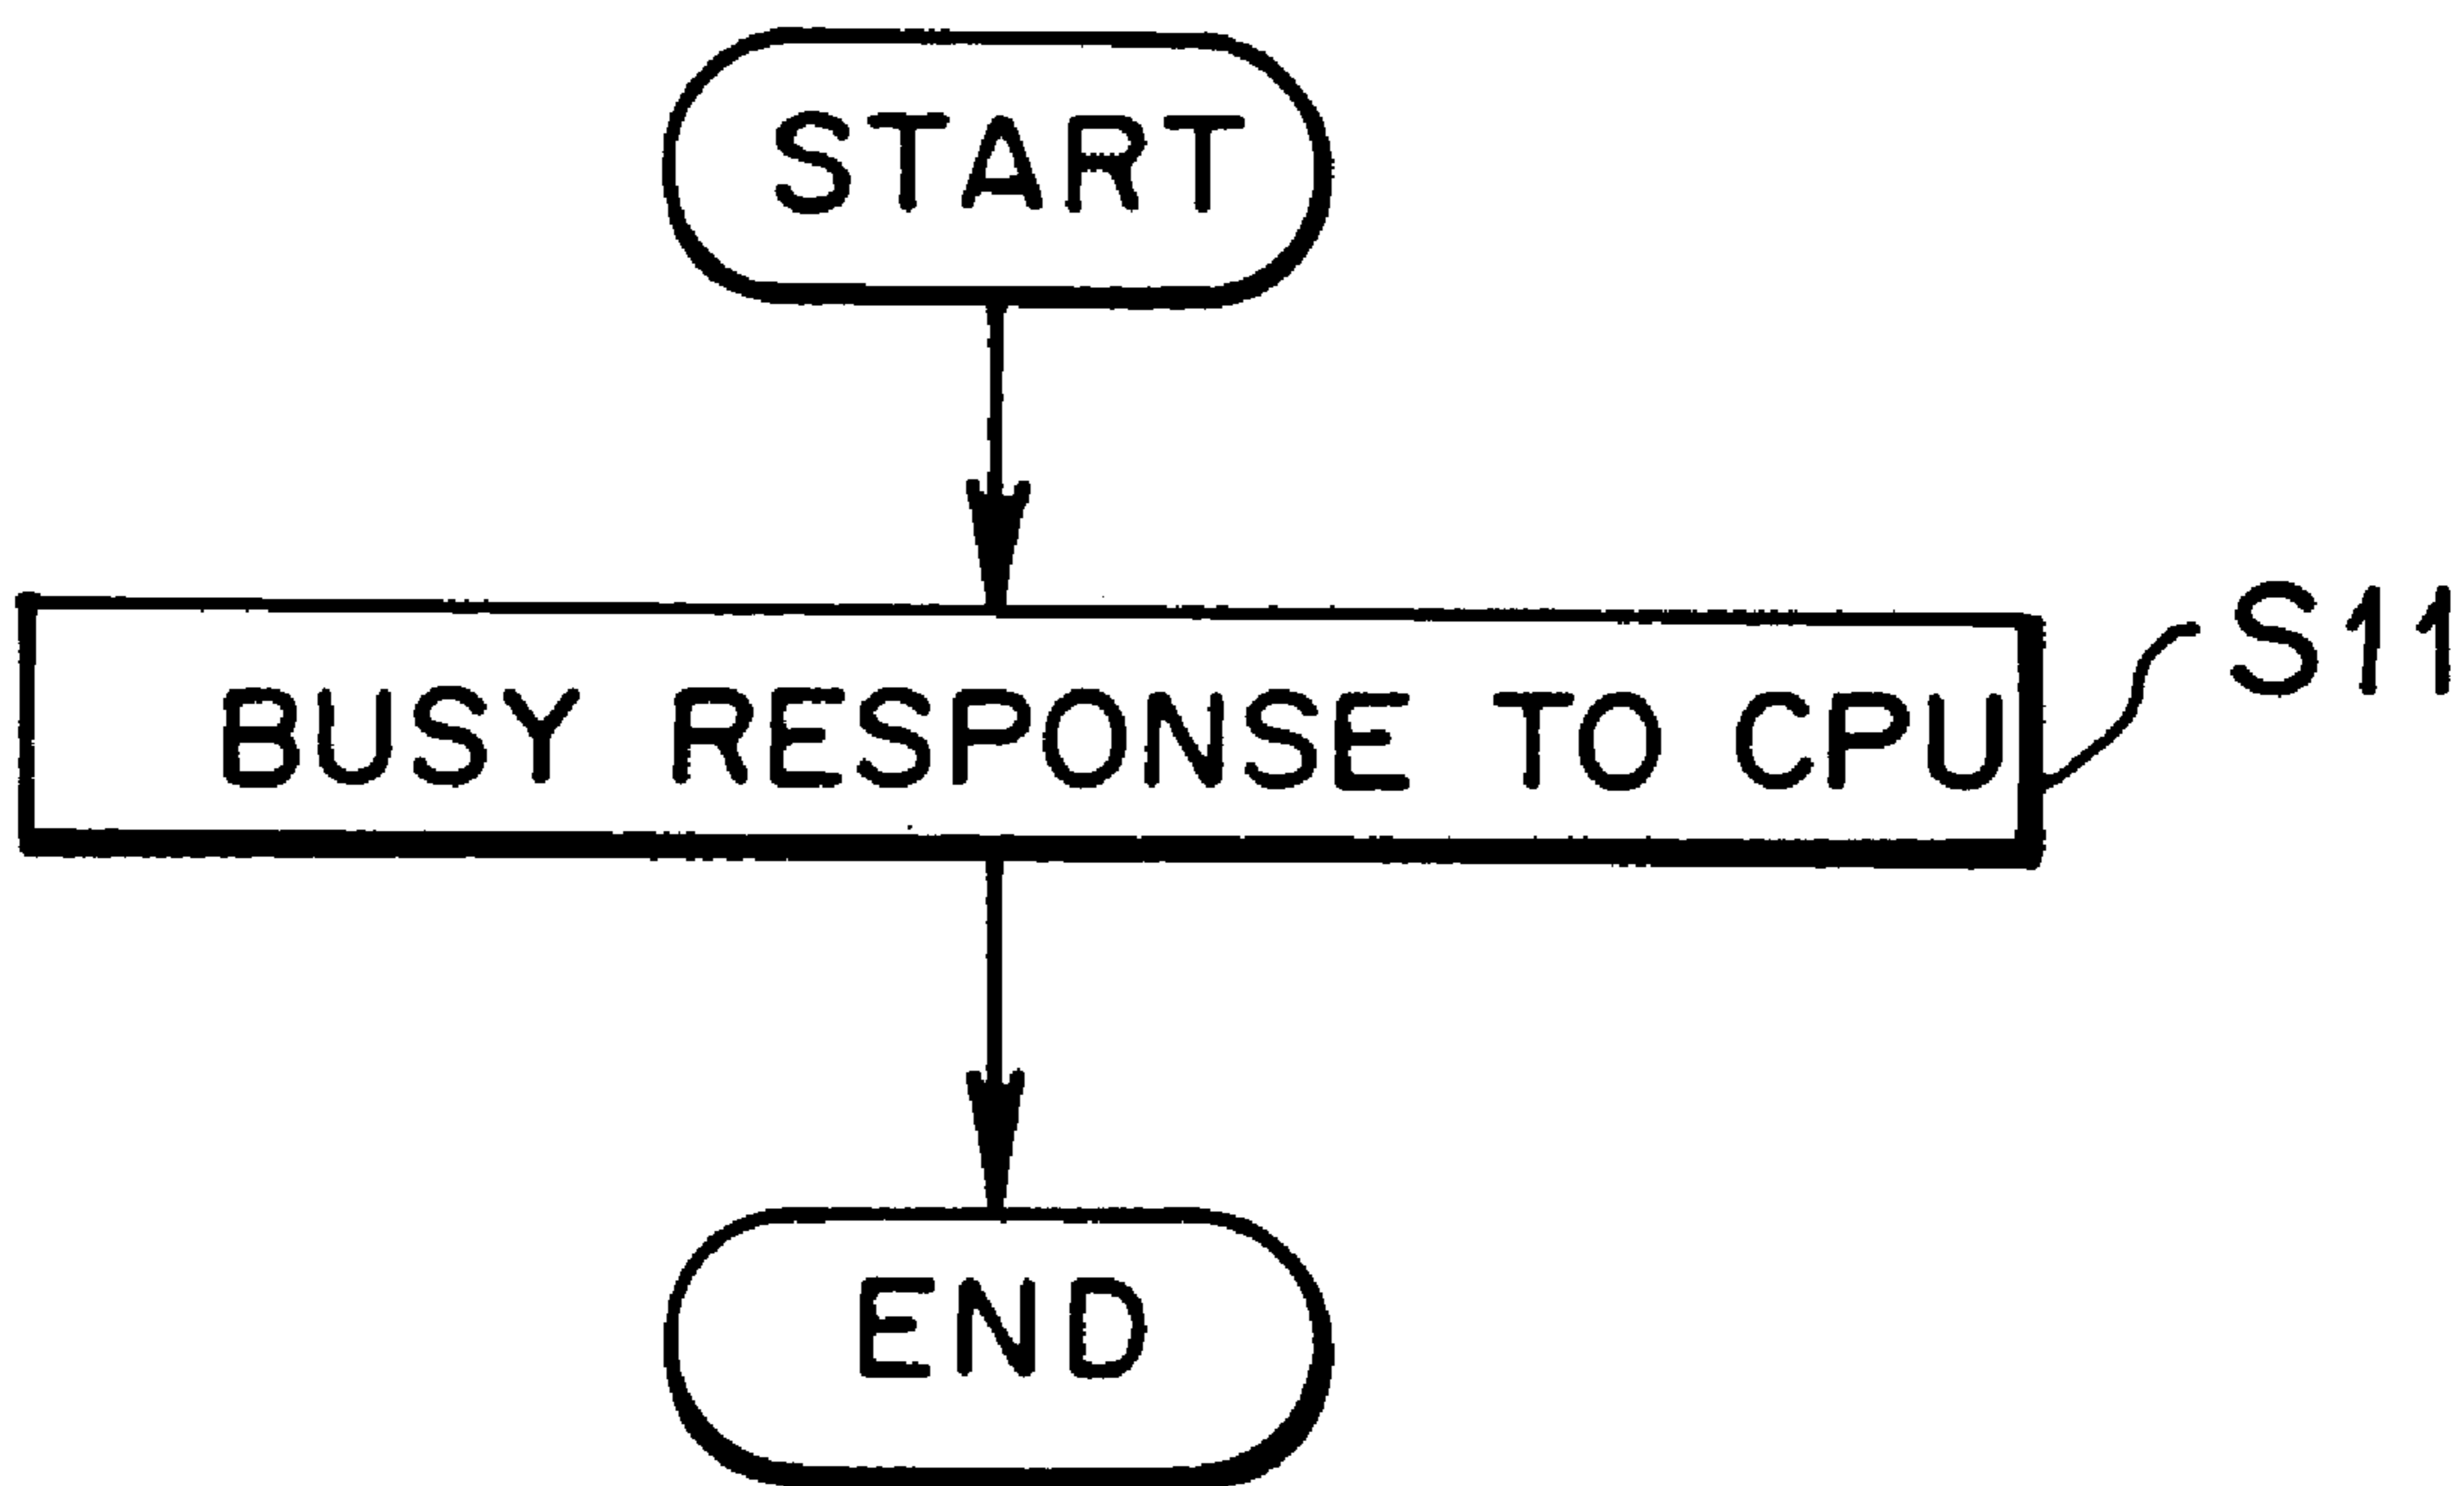 START
BUSY RESPONSE TO CPU
S11
END